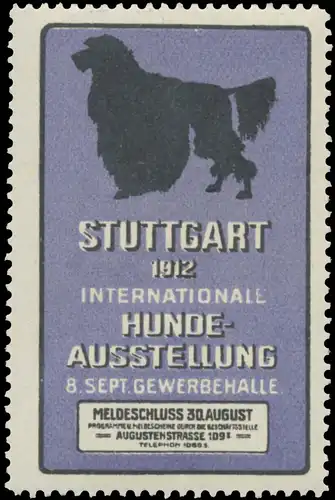 STUTTGART
1912
INTERNATIONALE
HUNDE-
AUSSTELLUNG
8. SEPT. GEWERBEHALLE.
MELDESCHLUSS 30. AUGUST
PROGRAMME U. MELDESCHEINE DURCH DIE GESCHÄFTSSTELLE
AUGUSTENSTRASSE 109
TELEPHON